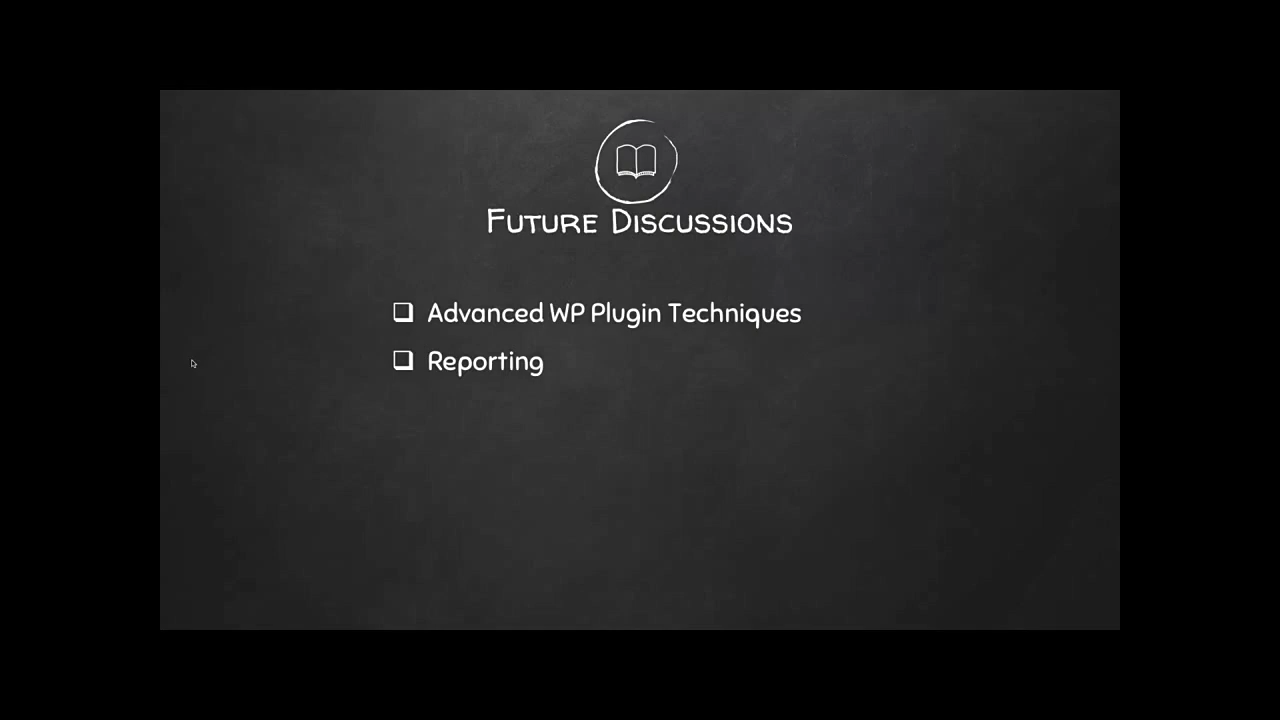 Future Discussions
❑ Advanced WP Plugin Techniques
❑ Reporting